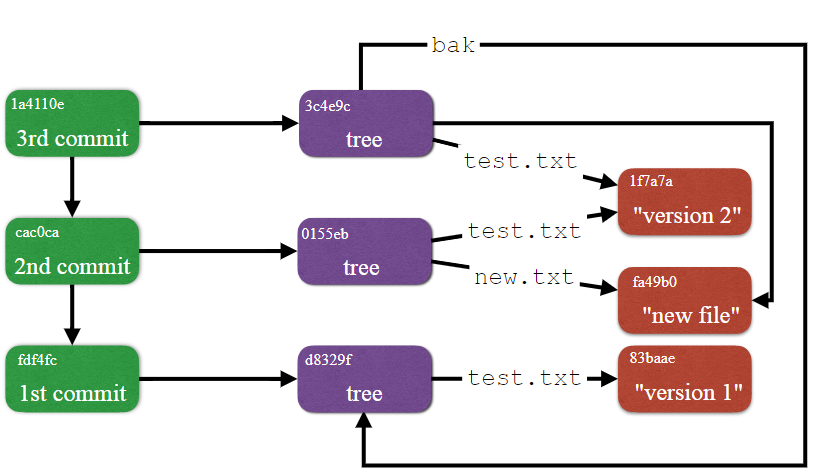 bak
1a4110e
3rd commit
3c4e9c
tree
test.txt
1f7a7a
"version 2"
cac0ca
2nd commit
0155eb
tree
test.txt
new.txt
fa49b0
"new file"
fdf4fc
1st commit
d8329f
tree
test.txt
83baae
"version 1"